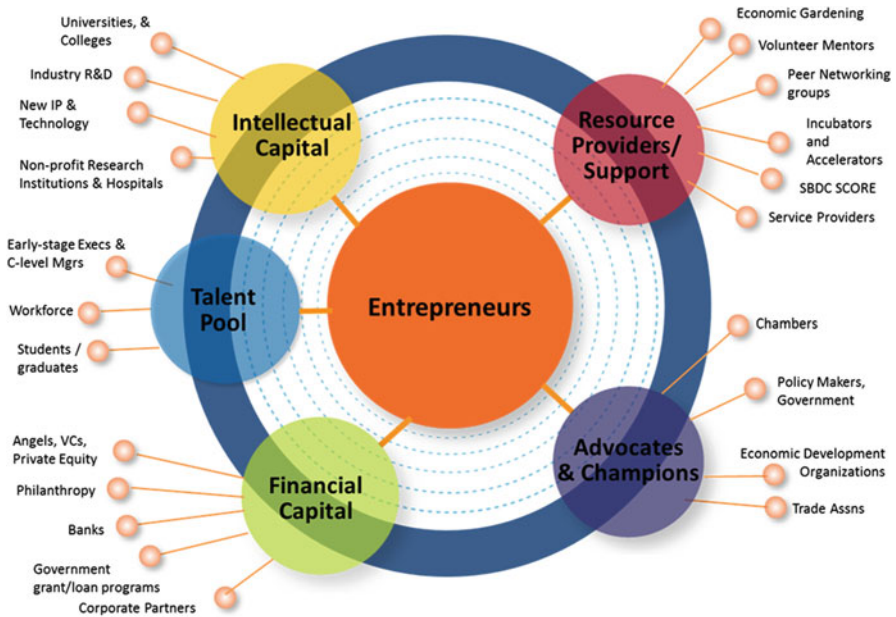 Universities, &
Colleges
Industry R&D
New IP &
Technology
Non-profit Research
Institutions & Hospitals
Intellectual
Capital
Economic Gardening
Volunteer Mentors
Peer Networking
groups
Incubators
and
Accelerators
SBDC SCORE
Service Providers
Resource
Providers/
Support
Early-stage Execs &
C-level Mgrs
Workforce
Students /
graduates
Talent
Pool
Entrepreneurs
Chambers
Policy Makers,
Government
Economic Development
Organizations
Trade Assns
Advocates
& Champions
Angels, VCs,
Private Equity
Philanthropy
Banks
Government
grant/loan programs
Corporate Partners
Financial
Capital